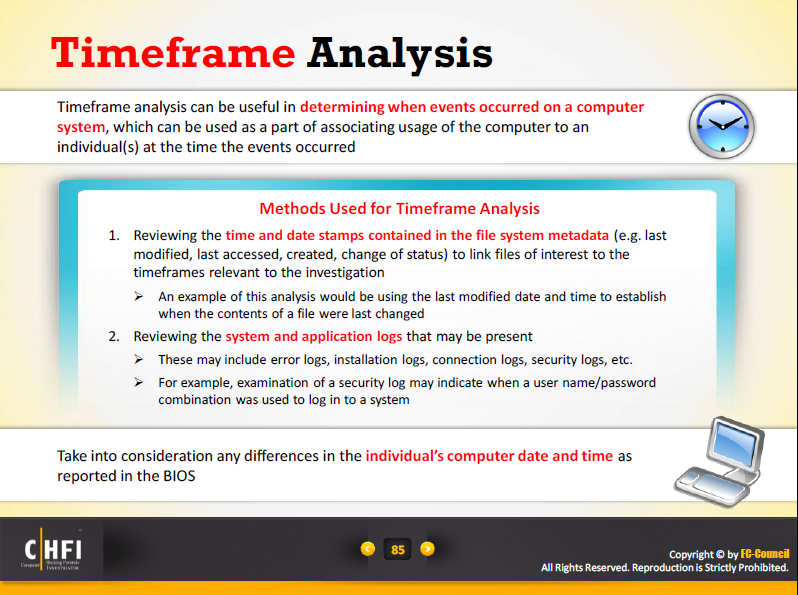 Timeframe Analysis
Timeframe analysis can be useful in determining when events occurred on a computer
system, which can be used as a part of associating usage of the computer to an
individual(s) at the time the events occurred
Methods Used for Timeframe Analysis
1. Reviewing the time and date stamps contained in the file system metadata (e.g. last
modified, last accessed, created, change of status) to link files of interest to the
timeframes relevant to the investigation
➢ An example of this analysis would be using the last modified date and time to establish
when the contents of a file were last changed
2. Reviewing the system and application logs that may be present
➢ These may include error logs, installation logs, connection logs, security logs, etc.
➢ For example, examination of a security log may indicate when a user name/password
combination was used to log in to a system
Take into consideration any differences in the individual's computer date and time as
reported in the BIOS
CHFI
Computer Hacking Forensic
INVESTIGATOR
85
Copyright © by EC-Council
All Rights Reserved. Reproduction is Strictly Prohibited.